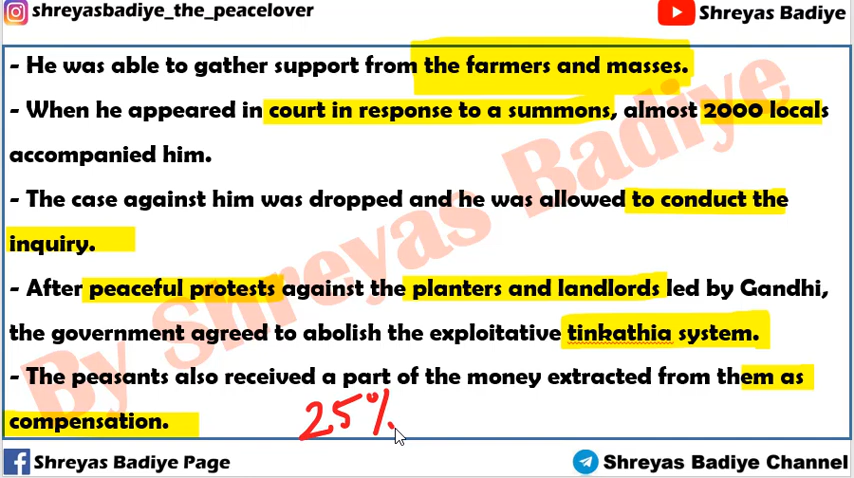 shreyasbadiye_the_peacelover
Shreyas Badiye
- He was able to gather support from the farmers and masses.
- When he appeared in court in response to a summons, almost 2000 locals
accompanied him.
- The case against him was dropped and he was allowed to conduct the
inquiry.
- After peaceful protests against the planters and landlords led by Gandhi,
the government agreed to abolish the exploitative tinkathia system.
- The peasants also received a part of the money extracted from them as
compensation.
25%
By Shreyas Badiye
Shreyas Badiye Page
Shreyas Badiye Channel